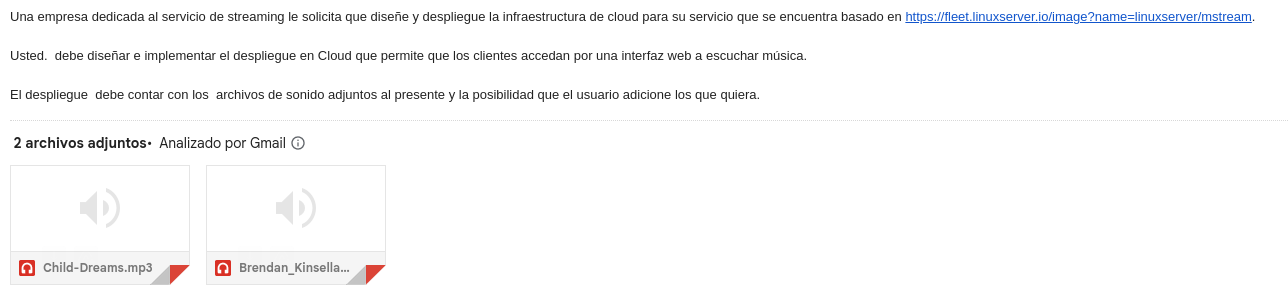 Una empresa dedicada al servicio de streaming le solicita que diseñe y despliegue la infraestructura de cloud para su servicio que se encuentra basado en https://fleet.linuxserver.io/image?name=linuxserver/mstream.
Usted.  debe diseñar e implementar el despliegue en Cloud que permite que los clientes accedan por una interfaz web a escuchar música.
El despliegue  debe contar con los  archivos de sonido adjuntos al presente y la posibilidad que el usuario adicione los que quiera.
2 archivos adjuntos•  Analizado por Gmail
Child-Dreams.mp3
Brendan_Kinsella...